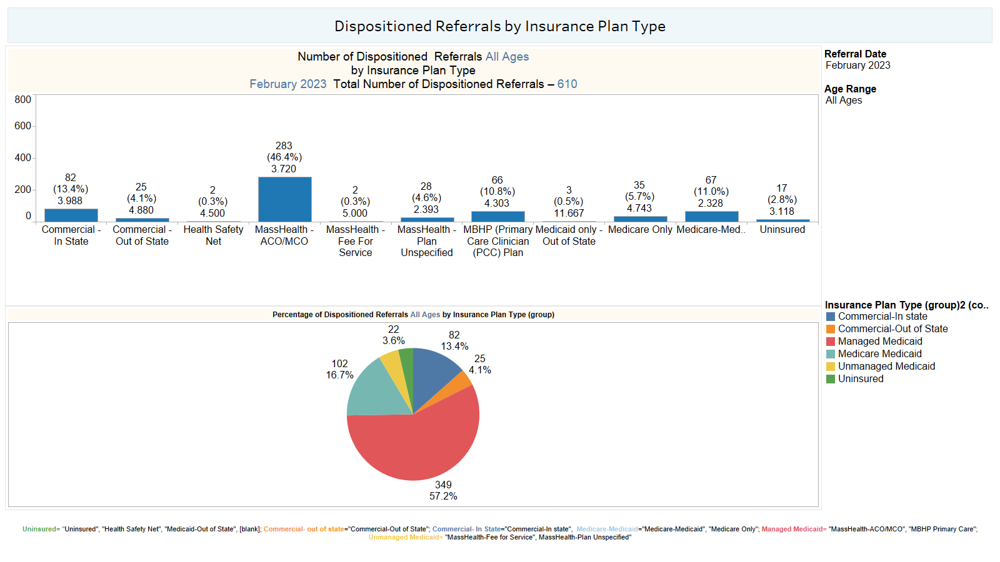 Dispositioned Referrals by Insurance Plan Type
Number of Dispositioned  Referrals All Ages
by Insurance Plan Type
February 2023  Total Number of Dispositioned Referrals – 610
Referral Date
February 2023
Age Range
All Ages
800
600
400
200
0
82
(13.4%)
3.988
25
(4.1%)
4.880
2
(0.3%)
4.500
283
(46.4%)
3.720
2
(0.3%)
5.000
28
(4.6%)
2.393
66
(10.8%)
4.303
3
(0.5%)
11.667
35
(5.7%)
4.743
67
(11.0%)
2.328
17
(2.8%)
3.118
Commercial -
In State
Commercial -
Out of State
Health Safety
Net
MassHealth -
ACO/MCO
MassHealth -
Fee For
Service
MassHealth -
Plan
Unspecified
MBHP (Primary
Care Clinician
(PCC) Plan
Medicaid only -
Out of State
Medicare Only
Medicare-Med..
Uninsured
Percentage of Dispositioned Referrals All Ages by Insurance Plan Type (group)
22
3.6%
82
13.4%
25
4.1%
102
16.7%
349
57.2%
Insurance Plan Type (group)2 (co..
Commercial-In state
Commercial-Out of State
Managed Medicaid
Medicare Medicaid
Unmanaged Medicaid
Uninsured
Uninsured= "Uninsured", "Health Safety Net", "Medicaid-Out of State", [blank]; Commercial- out of state="Commercial-Out of State"; Commercial- In State="Commercial-In state",  Medicare-Medicaid="Medicare-Medicaid", "Medicare Only"; Managed Medicaid= "MassHealth-ACO/MCO", "MBHP Primary Care";
Unmanaged Medicaid= "MassHealth-Fee for Service", MassHealth-Plan Unspecified"